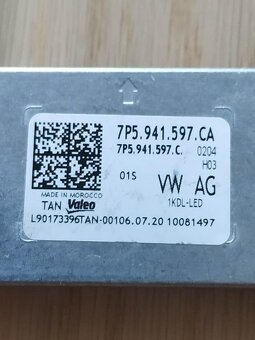 7P5.941.597.CA
7P5.941.597.C. 0204
H03
01S VW AG
MADE IN MOROCCO
1KDL-LED
TAN Valeo
L90173396TAN-00106.07.20 10081497